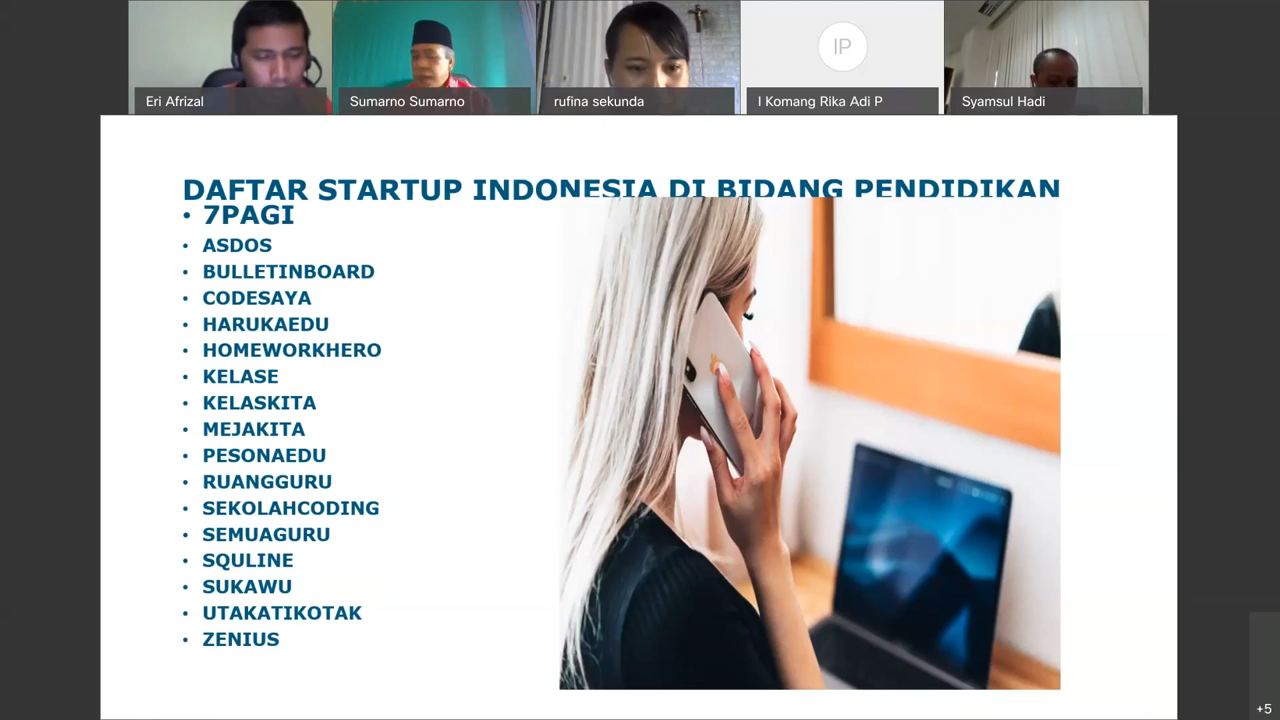 Eri Afrizal
Sumarno Sumarno
rufina sekunda
IP
I Komang Rika Adi P
Syamsul Hadi
DAFTAR STARTUP INDONESIA DI BIDANG PENDIDIKAN
• 7PAGI
• ASDOS
• BULLETINBOARD
• CODESAYA
• HARUKAEDU
• HOMEWORKHERO
• KELASE
• KELASKITA
• MEJAKITA
• PESONAEDU
• RUANGGURU
• SEKOLAHCODING
• SEMUAGURU
• SQULINE
• SUKAWU
• UTAKATIKOTAK
• ZENIUS
+5